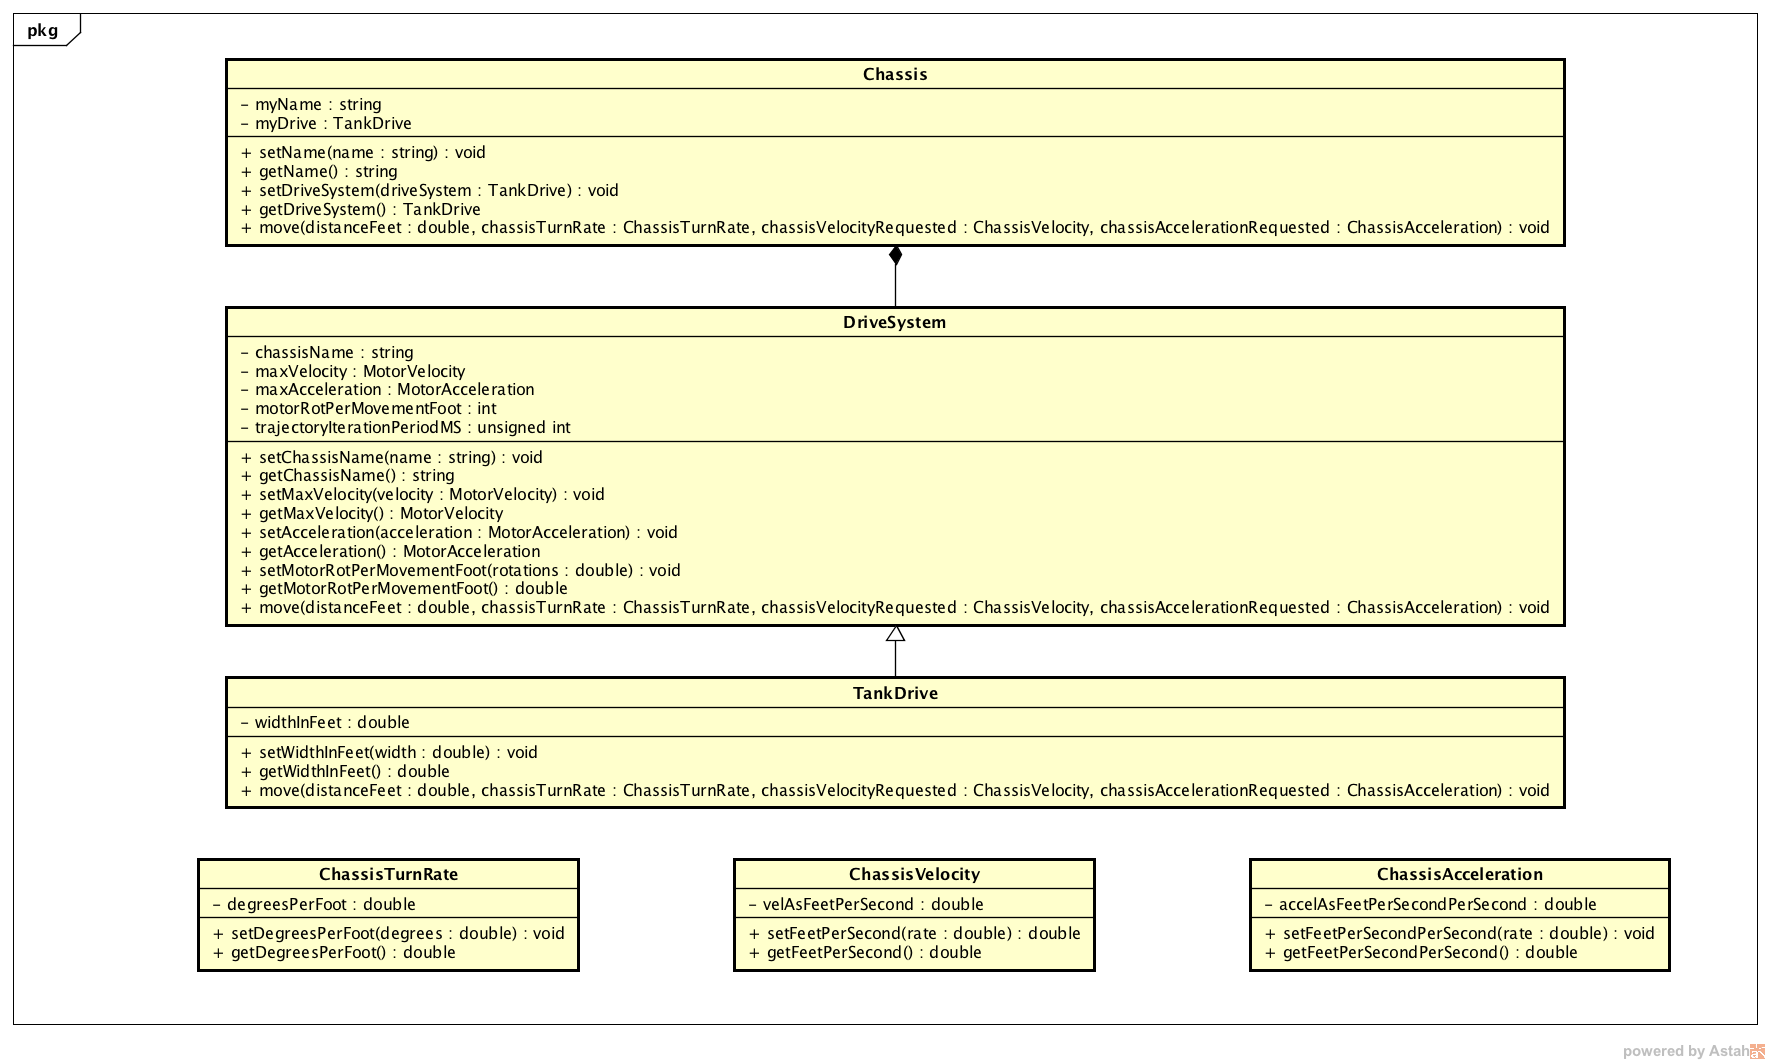 pkg
Chassis
- myName : string
- myDrive : TankDrive
+ setName(name : string) : void
+ getName() : string
+ setDriveSystem(driveSystem : TankDrive) : void
+ getDriveSystem() : TankDrive
+ move(distanceFeet : double, chassisTurnRate : ChassisTurnRate, chassisVelocityRequested : ChassisVelocity, chassisAccelerationRequested : ChassisAcceleration) : void
DriveSystem
- chassisName : string
- maxVelocity : MotorVelocity
- maxAcceleration : MotorAcceleration
- motorRotPerMovementFoot : int
- trajectoryIterationPeriodMS : unsigned int
+ setChassisName(name : string) : void
+ getChassisName() : string
+ setMaxVelocity(velocity : MotorVelocity) : void
+ getMaxVelocity() : MotorVelocity
+ setAcceleration(acceleration : MotorAcceleration) : void
+ getAcceleration() : MotorAcceleration
+ setMotorRotPerMovementFoot(rotations : double) : void
+ getMotorRotPerMovementFoot() : double
+ move(distanceFeet : double, chassisTurnRate : ChassisTurnRate, chassisVelocityRequested : ChassisVelocity, chassisAccelerationRequested : ChassisAcceleration) : void
TankDrive
- widthInFeet : double
+ setWidthInFeet(width : double) : void
+ getWidthInFeet() : double
+ move(distanceFeet : double, chassisTurnRate : ChassisTurnRate, chassisVelocityRequested : ChassisVelocity, chassisAccelerationRequested : ChassisAcceleration) : void
ChassisTurnRate
- degreesPerFoot : double
+ setDegreesPerFoot(degrees : double) : void
+ getDegreesPerFoot() : double
ChassisVelocity
- velAsFeetPerSecond : double
+ setFeetPerSecond(rate : double) : double
+ getFeetPerSecond() : double
ChassisAcceleration
- accelAsFeetPerSecondPerSecond : double
+ setFeetPerSecondPerSecond(rate : double) : void
+ getFeetPerSecondPerSecond() : double
powered by Astah